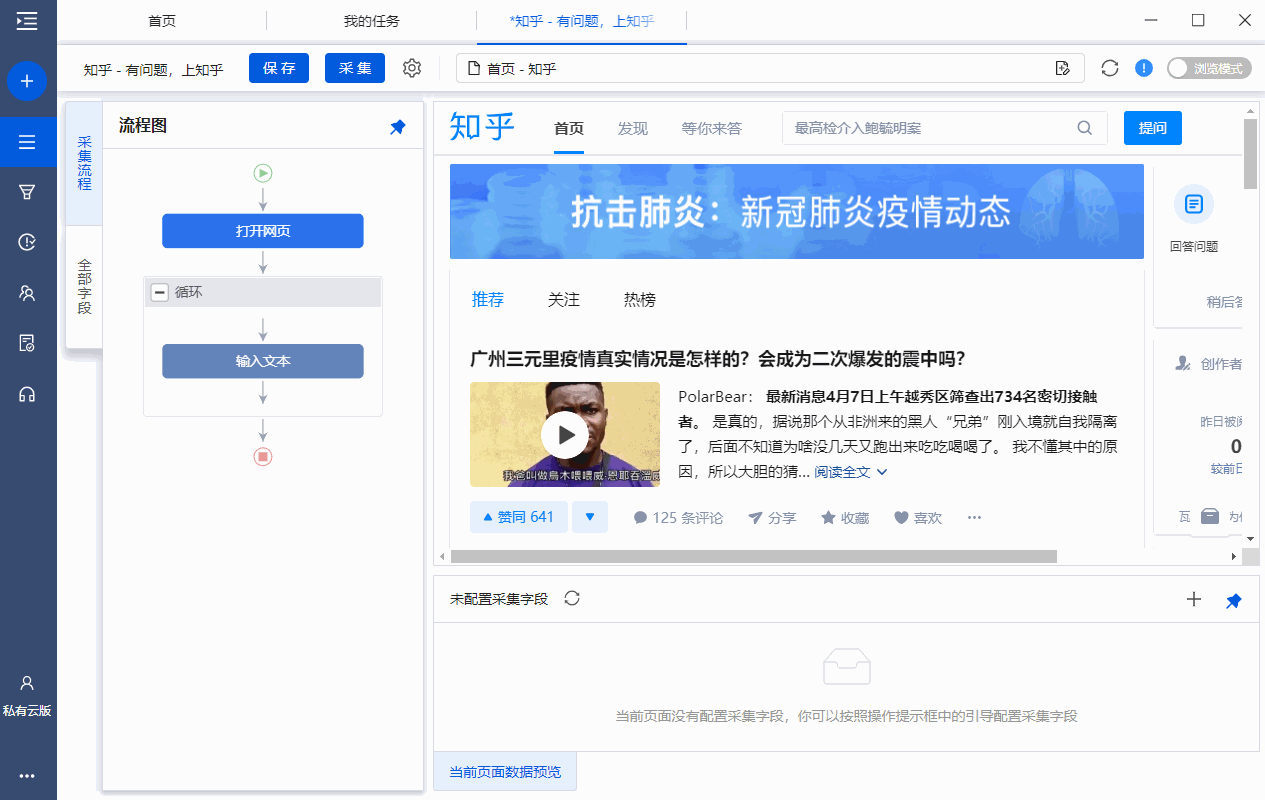 首页
我的任务
*知乎 - 有问题，上知乎
知乎 - 有问题，上知乎
保存
采集
首页 - 知乎
浏览模式
采集流程
全部字段
流程图
打开网页
循环
输入文本
私有云版
知乎
首页
发现
等你来答
最高检介入鲍毓明案
提问
抗击肺炎：新冠肺炎疫情动态
回答问题
稍后答
推荐
关注
热榜
广州三元里疫情真实情况是怎样的？会成为二次爆发的震中吗？
PolarBear： 最新消息4月7日上午越秀区筛查出734名密切接触
者。 是真的，据说那个从非洲来的黑人“兄弟”刚入境就自我隔离
了，后面不知道为啥没几天又跑出来吃吃喝喝了。 我不懂其中的原
因，所以大胆的猜... 阅读全文
我爸叫做烏木喂喂威·恩耶吞溫威
赞同 641
125 条评论
分享
收藏
喜欢
创作者
昨日被阅
0
较前日
未配置采集字段
当前页面没有配置采集字段，你可以按照操作提示框中的引导配置采集字段
当前页面数据预览